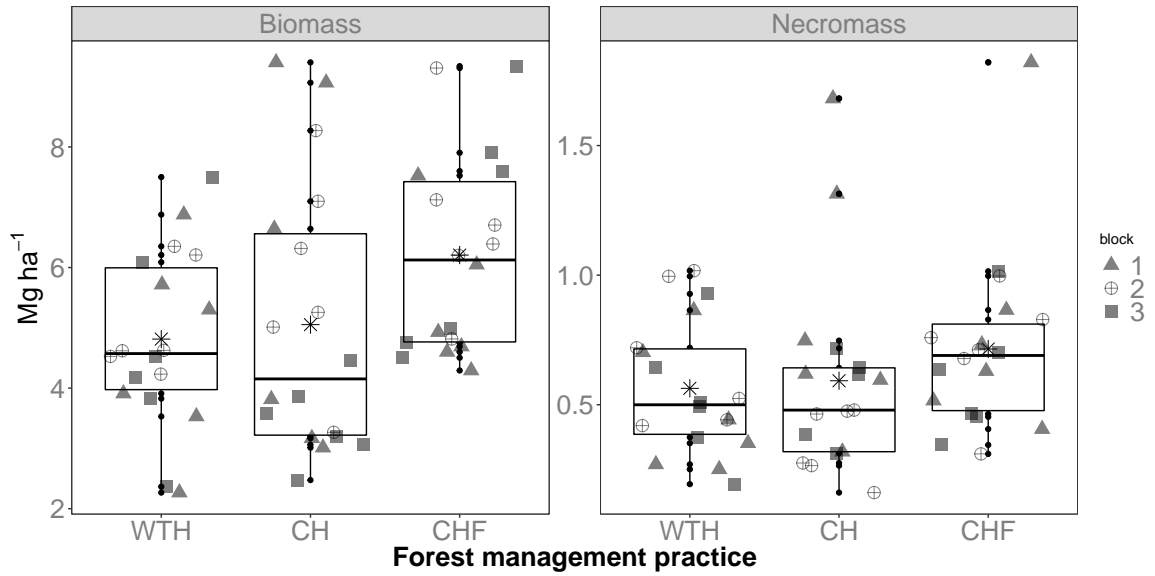 Biomass
Necromass
Mg ha⁻¹
8
6
4
2
1.5
1.0
0.5
WTH CH CHF
WTH CH CHF
Forest management practice
block
1
2
3